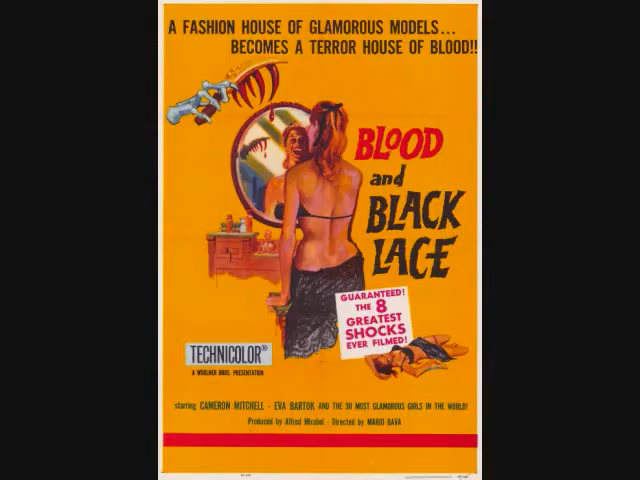 A FASHION HOUSE OF GLAMOROUS MODELS...
BECOMES A TERROR HOUSE OF BLOOD!!
BLOOD
and
BLACK
LACE
GUARANTEED!
THE 8
GREATEST
SHOCKS
EVER FILMED!
TECHNICOLOR®
A WOOLNER BROS. PRESENTATION
starring CAMERON MITCHELL · EVA BARTOK AND THE 30 MOST GLAMOROUS GIRLS IN THE WORLD!
Produced by Alfred Mirabel · Directed by MARIO BAVA